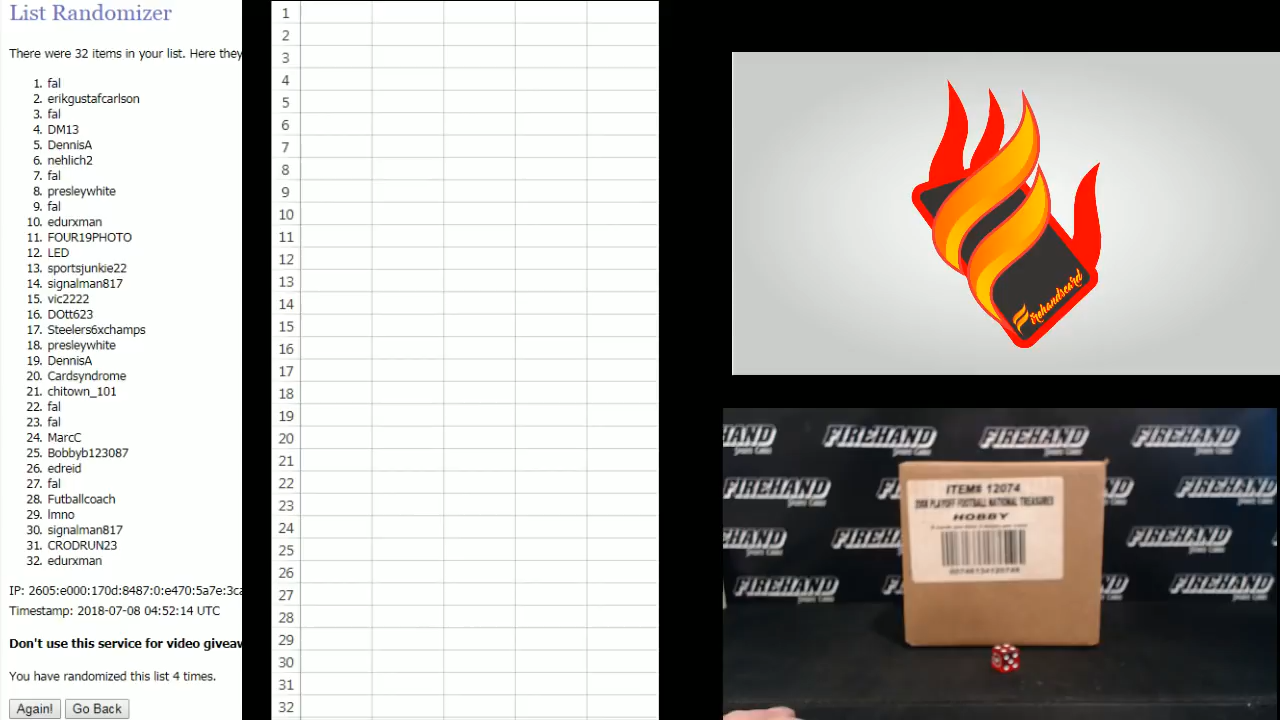 List Randomizer
There were 32 items in your list. Here they
1. fal
2. erikgustafcarlson
3. fal
4. DM13
5. DennisA
6. nehlich2
7. fal
8. presleywhite
9. fal
10. edurxman
11. FOUR19PHOTO
12. LED
13. sportsjunkie22
14. signalman817
15. vic2222
16. DOtt623
17. Steelers6xchamps
18. presleywhite
19. DennisA
20. Cardsyndrome
21. chitown_101
22. fal
23. fal
24. MarcC
25. Bobbyb123087
26. edreid
27. fal
28. Futballcoach
29. lmno
30. signalman817
31. CRODRUN23
32. edurxman
IP: 2605:e000:170d:8487:0:e470:5a7e:3ca
Timestamp: 2018-07-08 04:52:14 UTC
Don't use this service for video giveaw
You have randomized this list 4 times.
Again! Go Back
1
2
3
4
5
6
7
8
9
10
11
12
13
14
15
16
17
18
19
20
21
22
23
24
25
26
27
28
29
30
31
32
Firehandscard
HAND FIREHAND FIREHAND FIREHAND
ITEM# 12074
PLAYOFF FOOTBALL NATIONAL TREASURES
HOBBY
FIREHAND FIREHAND
HAND FIREHAND FIREHAND
FIREHAND FIREHAND